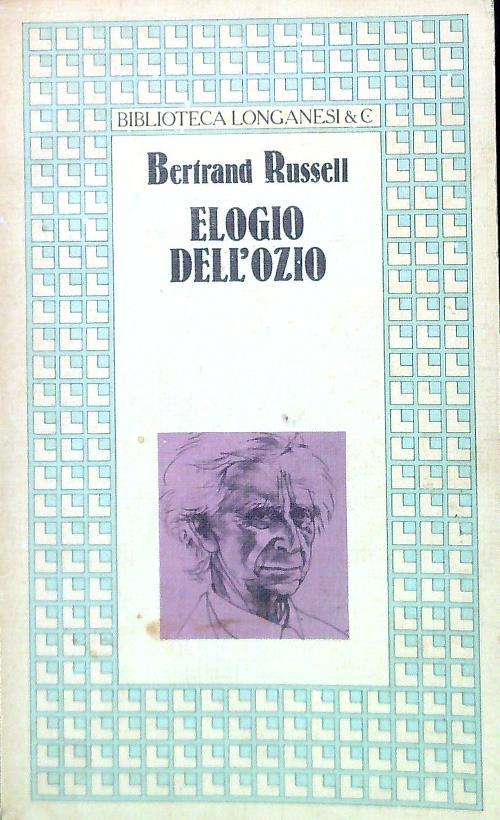 BIBLIOTECA LONGANESI & C
Bertrand Russell
ELOGIO
DELL'OZIO